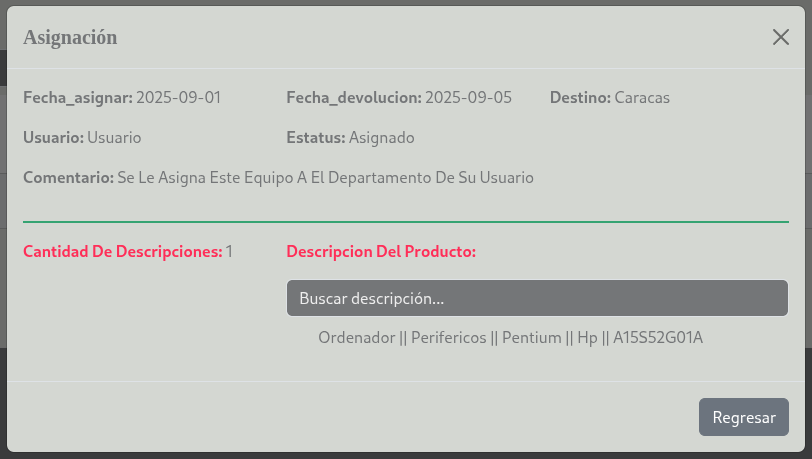 Asignación
Fecha_asignar: 2025-09-01 Fecha_devolucion: 2025-09-05 Destino: Caracas
Usuario: Usuario Estatus: Asignado
Comentario: Se Le Asigna Este Equipo A El Departamento De Su Usuario
Cantidad De Descripciones: 1 Descripcion Del Producto:
Buscar descripción...
Ordenador || Perifericos || Pentium || Hp || A15S52G01A
Regresar